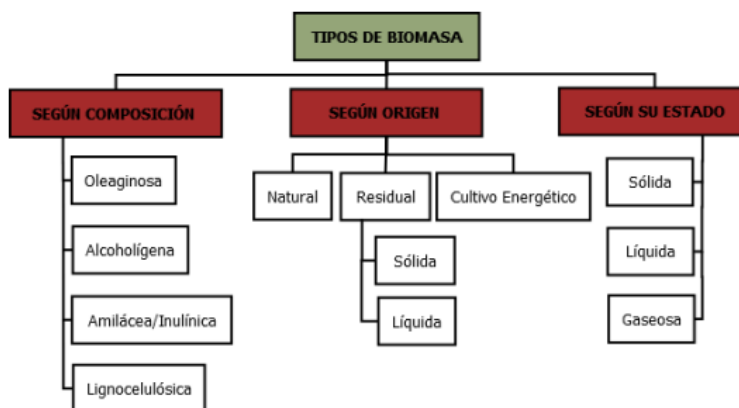 TIPOS DE BIOMASA
SEGÚN COMPOSICIÓN
SEGÚN ORIGEN
SEGÚN SU ESTADO
Oleaginosa
Alcoholígena
Amilácea/Inulínica
Lignocelulósica
Natural
Residual
Cultivo Energético
Sólida
Líquida
Sólida
Líquida
Gaseosa